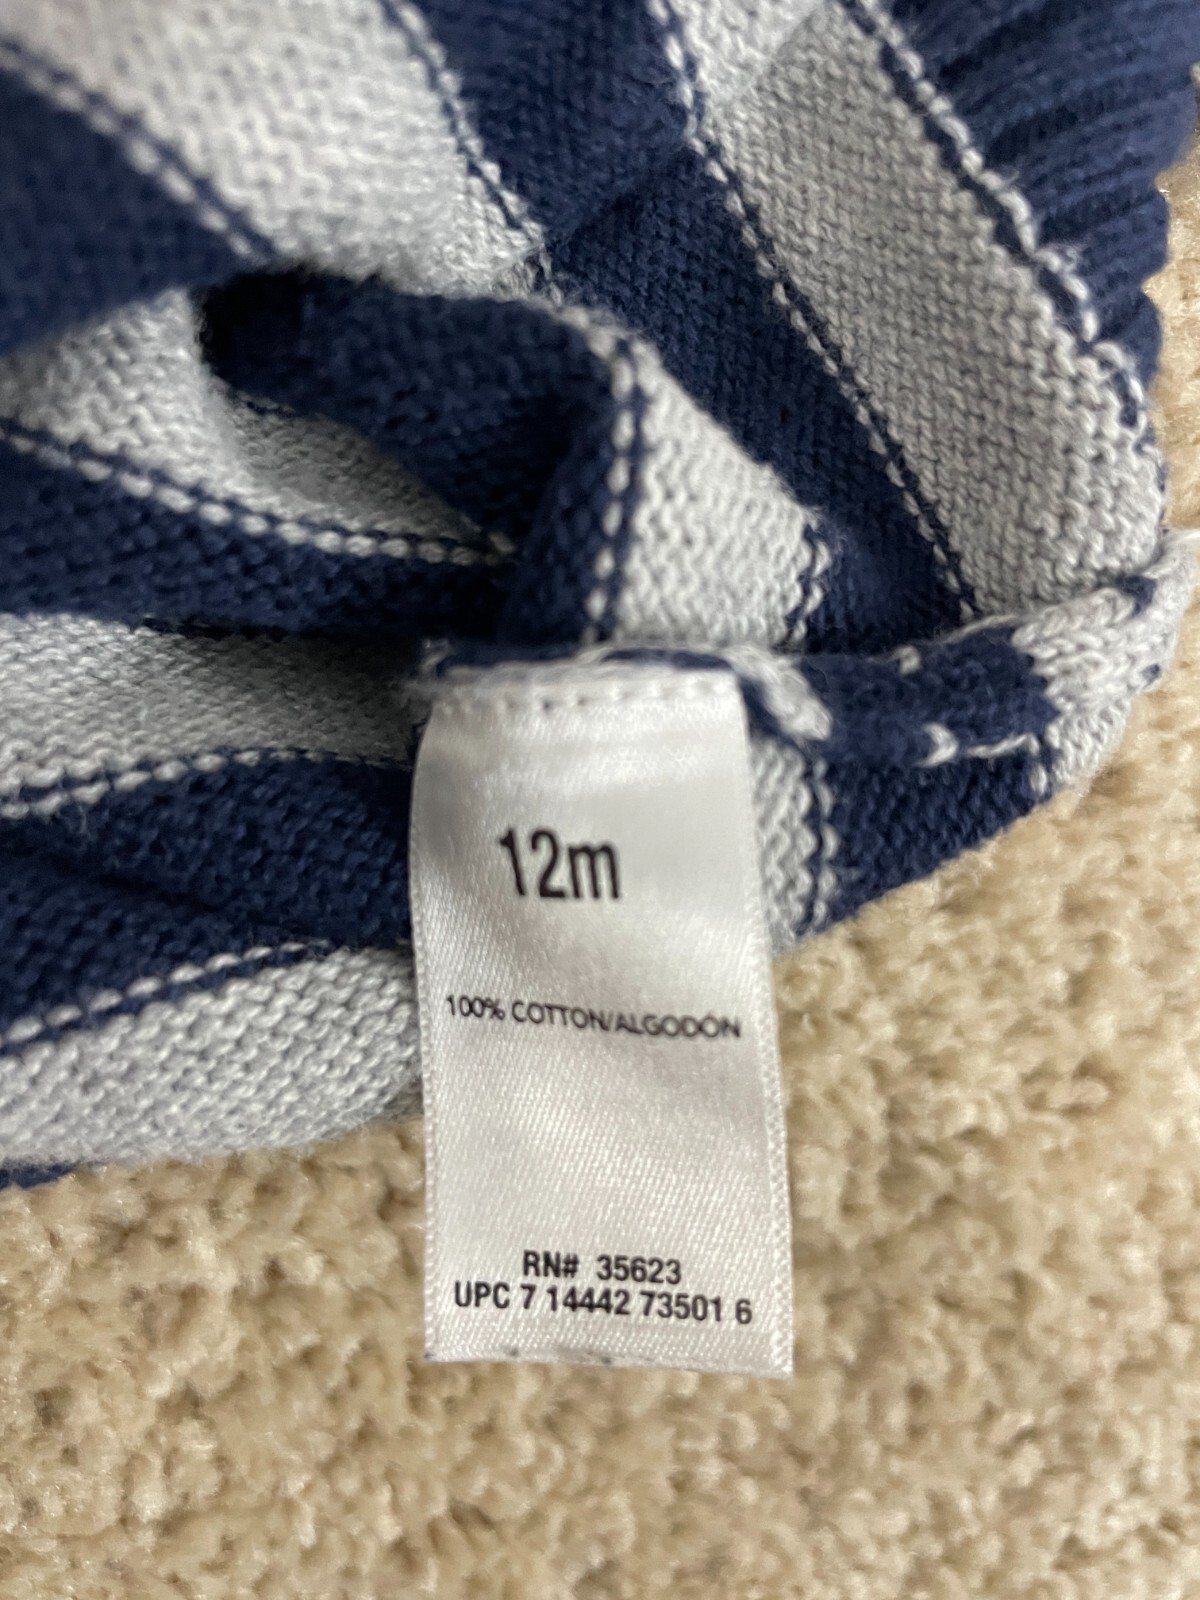 12m
100% COTTON/ALGODÓN
RN# 35623
UPC 7 14442 73501 6